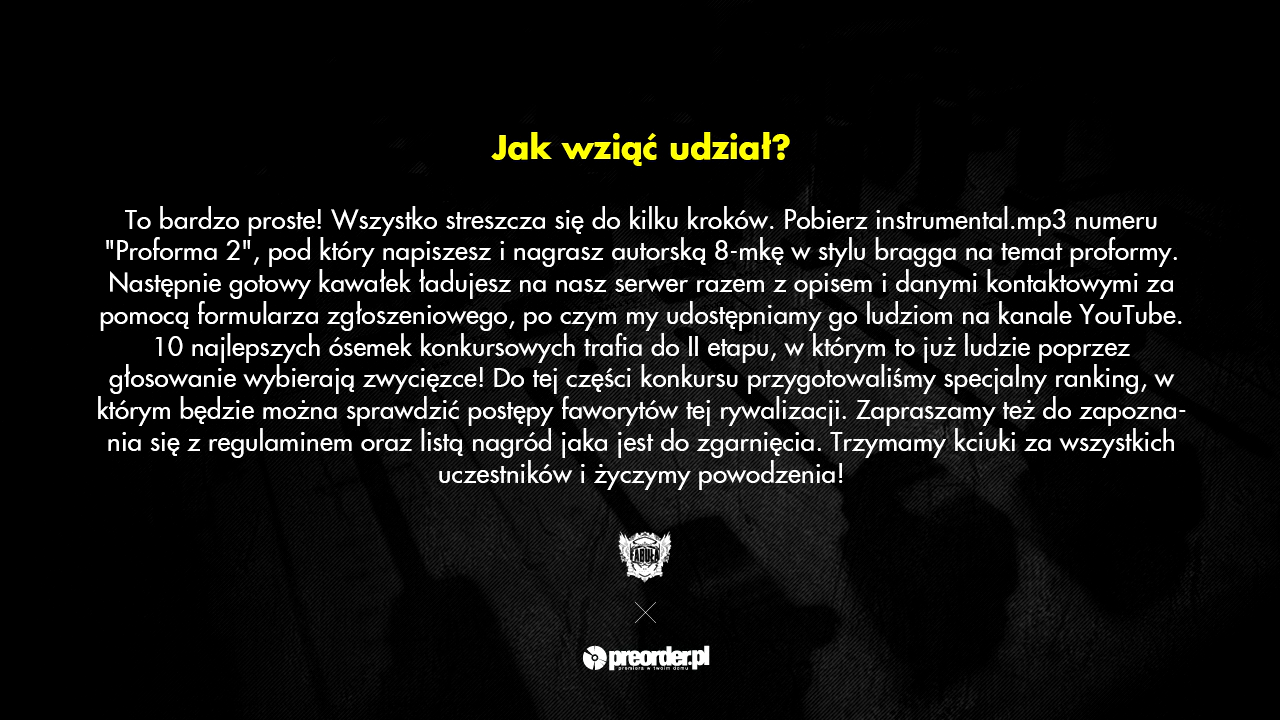 Jak wziąć udział?
To bardzo proste! Wszystko streszcza się do kilku kroków. Pobierz instrumental.mp3 numeru
"Proforma 2", pod który napiszesz i nagrasz autorską 8-mkę w stylu bragga na temat proformy.
Następnie gotowy kawałek ładujesz na nasz serwer razem z opisem i danymi kontaktowymi za
pomocą formularza zgłoszeniowego, po czym my udostępniamy go ludziom na kanale YouTube.
10 najlepszych ósemek konkursowych trafia do II etapu, w którym to już ludzie poprzez
głosowanie wybierają zwycięzce! Do tej części konkursu przygotowaliśmy specjalny ranking, w
którym będzie można sprawdzić postępy faworytów tej rywalizacji. Zapraszamy też do zapozna-
nia się z regulaminem oraz listą nagród jaka jest do zgarnięcia. Trzymamy kciuki za wszystkich
uczestników i życzymy powodzenia!
FABUŁA
preorder.pl
premiera w twoim domu